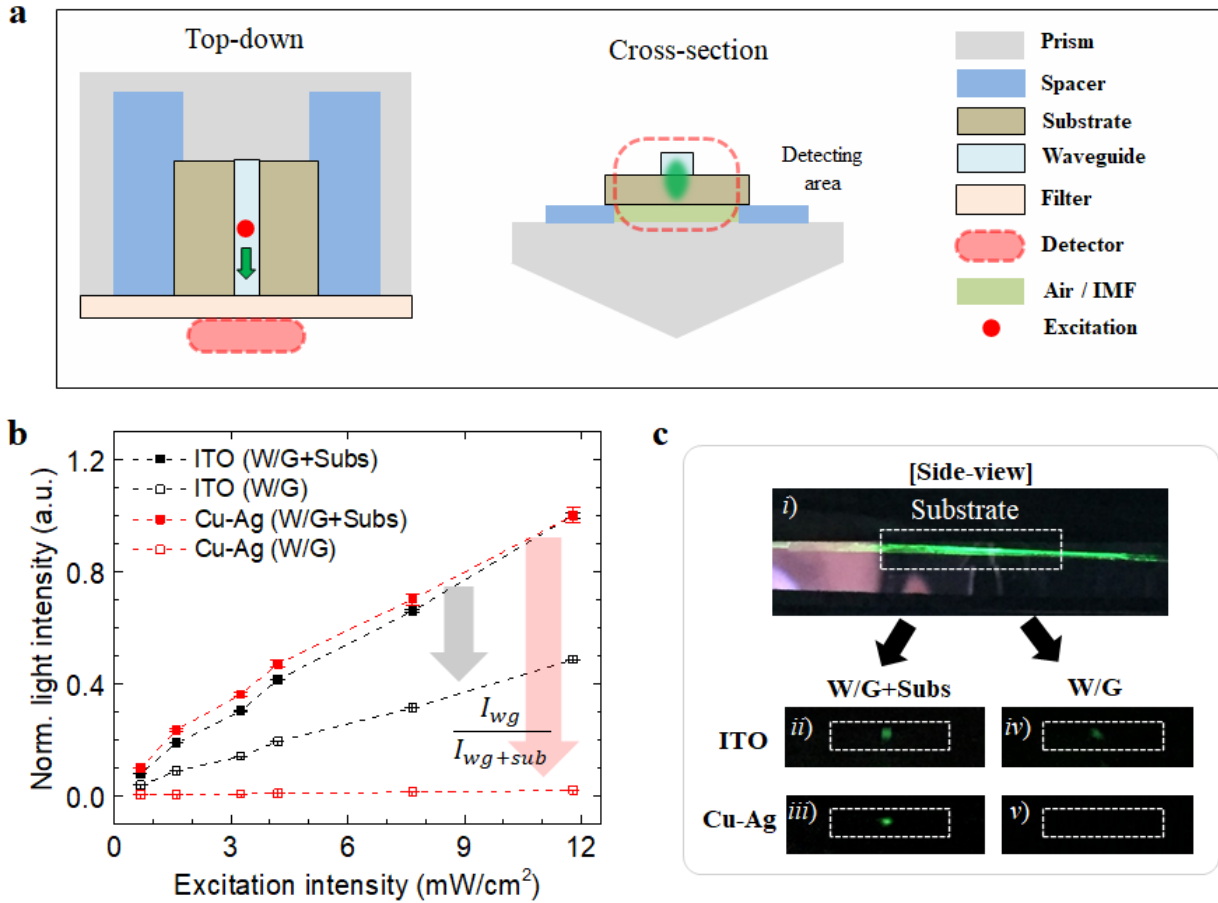 a
Top-down
Cross-section
Detecting
area
Prism
Spacer
Substrate
Waveguide
Filter
Detector
Air / IMF
Excitation
b
Norm. light intensity (a.u.)
1.2
0.8
0.4
0.0
ITO (W/G+Subs)
ITO (W/G)
Cu-Ag (W/G+Subs)
Cu-Ag (W/G)
I_wg
I_wg+sub
0 3 6 9 12
Excitation intensity (mW/cm²)
c
[Side-view]
i)
Substrate
W/G+Subs W/G
ITO ii) iv)
Cu-Ag iii) v)